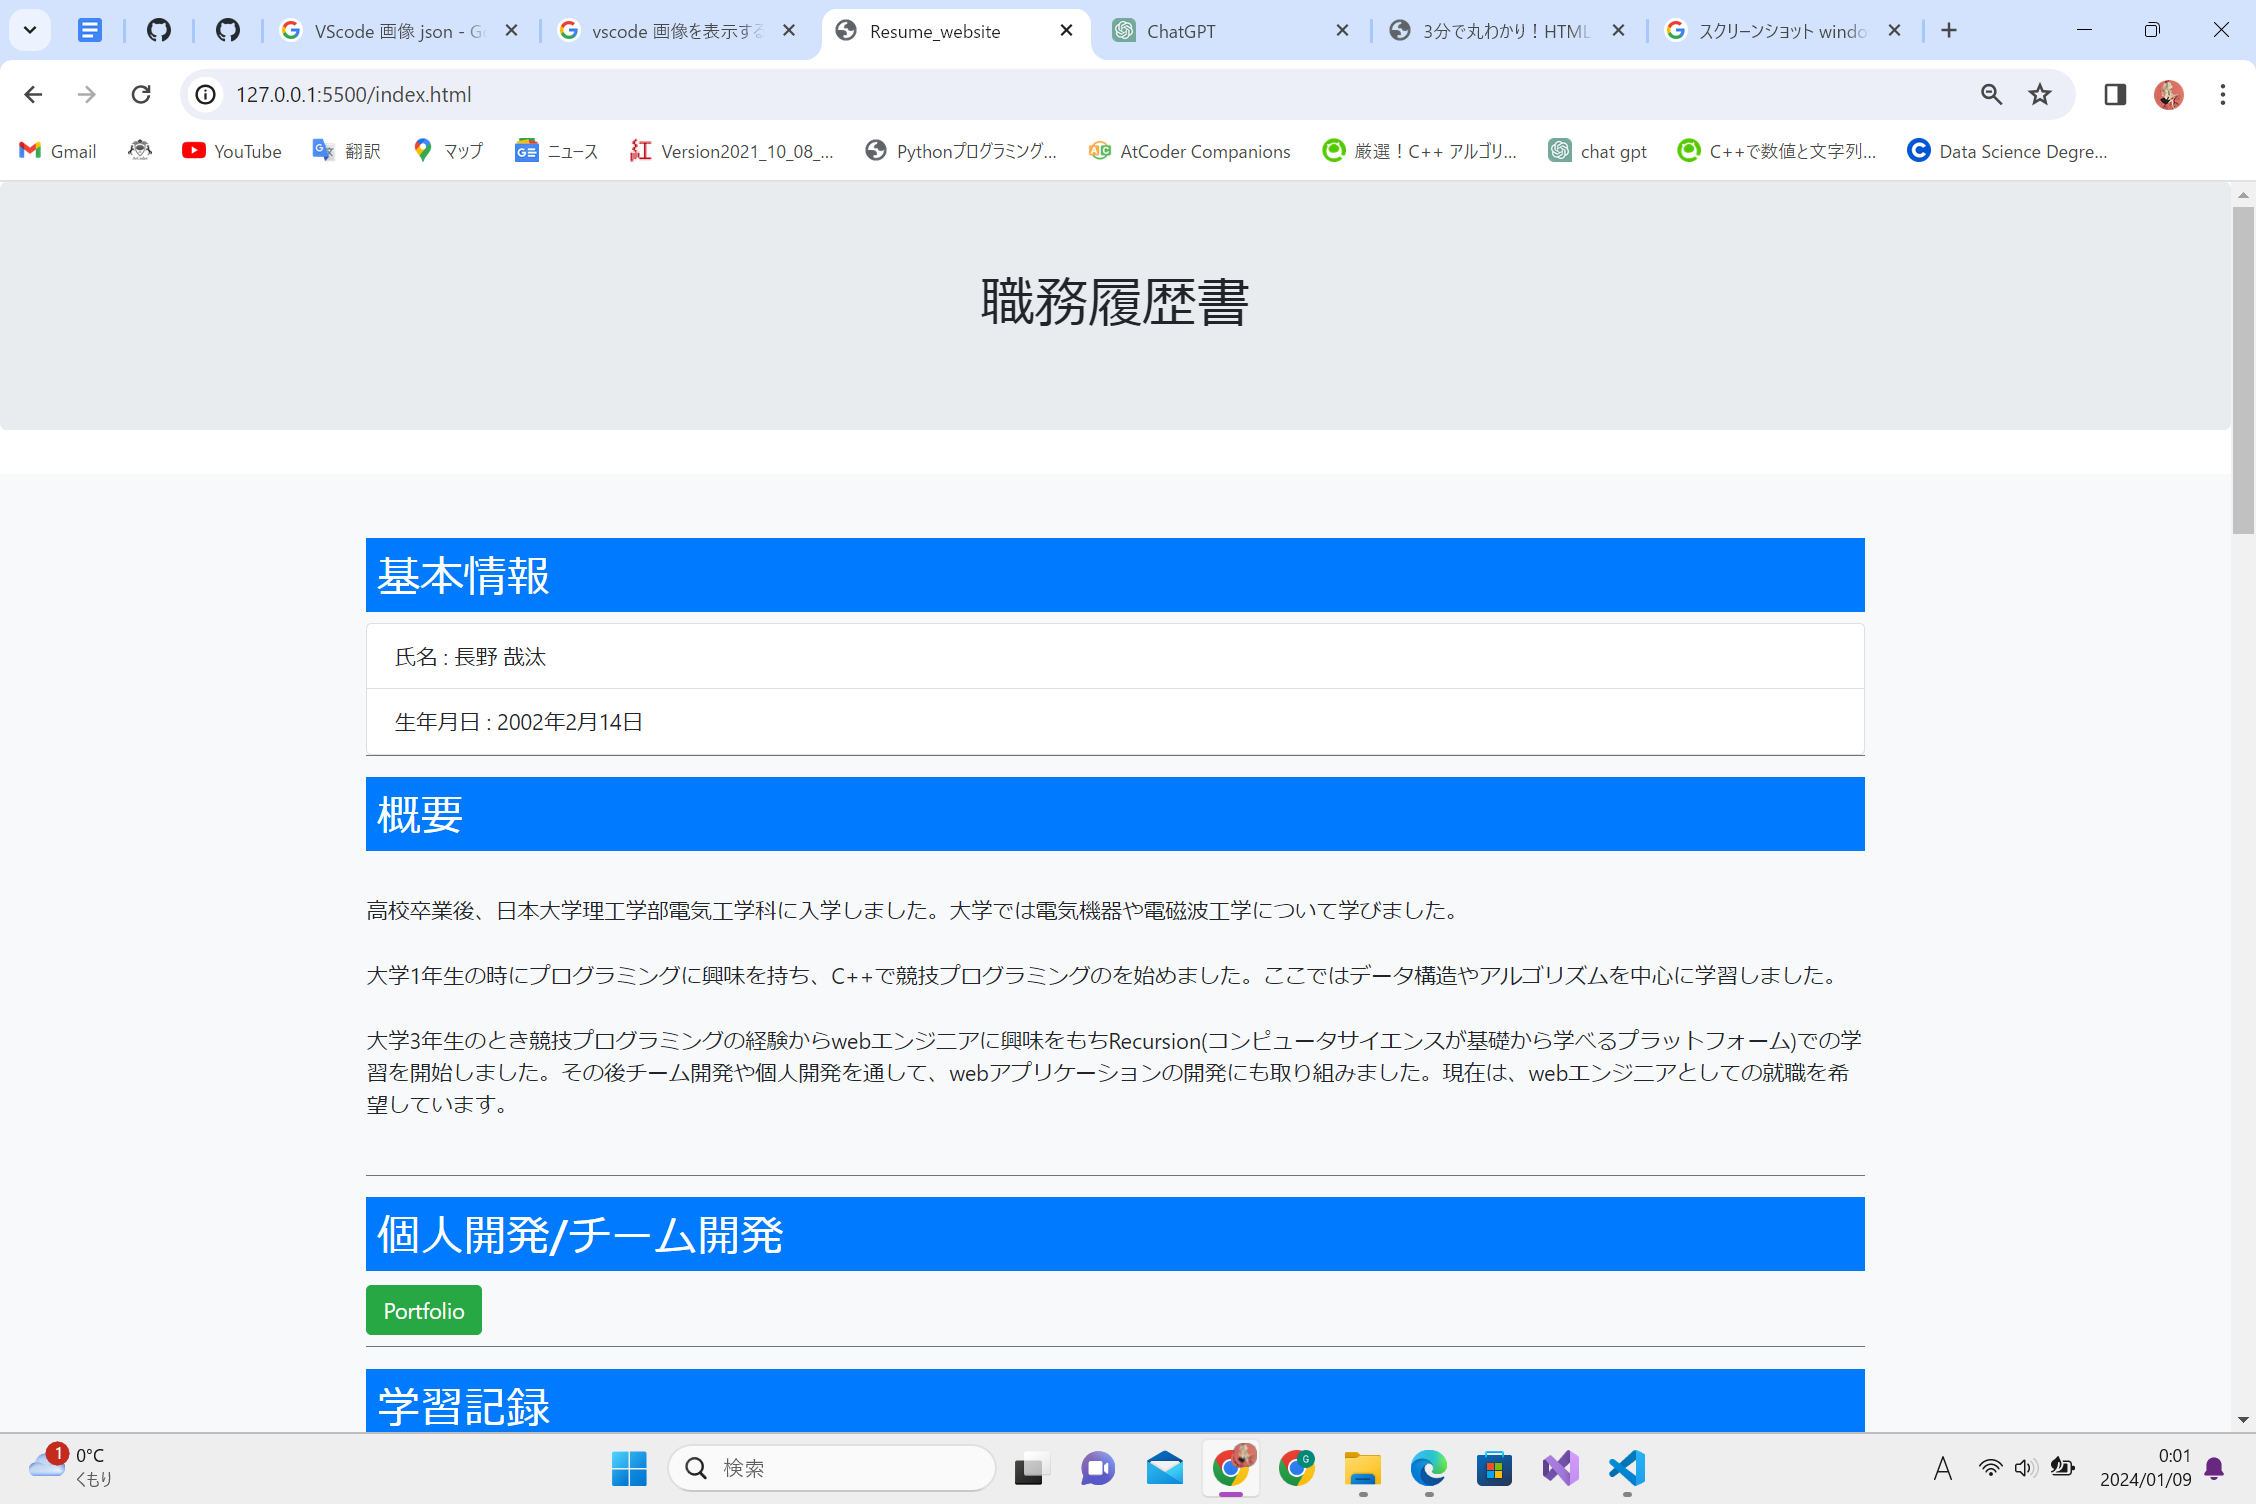 VScode 画像 json - G
vscode 画像を表示する
Resume_website
ChatGPT
3分で丸わかり！HTML
スクリーンショット windo
127.0.0.1:5500/index.html
Gmail
YouTube
翻訳
マップ
ニュース
Version2021_10_08_...
Pythonプログラミング...
AtCoder Companions
厳選！C++ アルゴリ...
chat gpt
C++で数値と文字列...
Data Science Degre...
職務履歴書
基本情報
氏名 : 長野 哉汰
生年月日 : 2002年2月14日
概要
高校卒業後、日本大学理工学部電気工学科に入学しました。大学では電気機器や電磁波工学について学びました。
大学1年生の時にプログラミングに興味を持ち、C++で競技プログラミングのを始めました。ここではデータ構造やアルゴリズムを中心に学習しました。
大学3年生のとき競技プログラミングの経験からwebエンジニアに興味をもちRecursion(コンピュータサイエンスが基礎から学べるプラットフォーム)での学
習を開始しました。その後チーム開発や個人開発を通して、webアプリケーションの開発にも取り組みました。現在は、webエンジニアとしての就職を希
望しています。
個人開発/チーム開発
Portfolio
学習記録
1
0°C
くもり
検索
A
0:01
2024/01/09